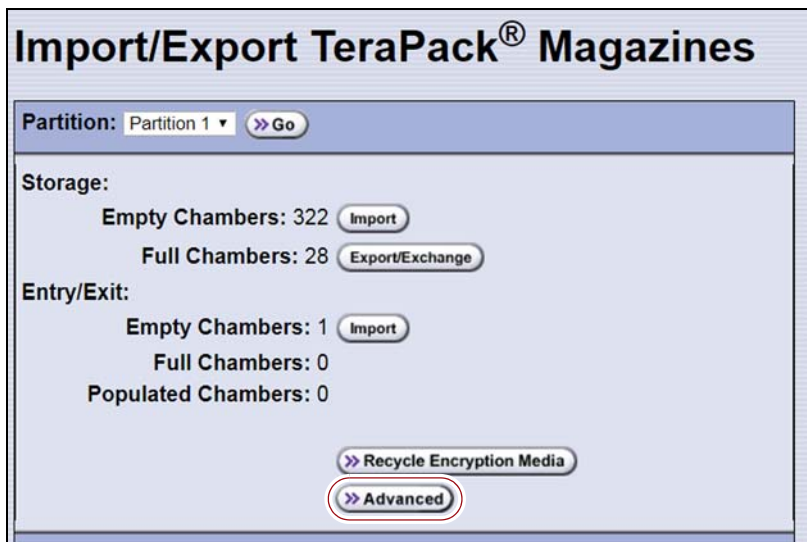 Import/Export TeraPack® Magazines
Partition: Partition 1 Go
Storage:
Empty Chambers: 322 Import
Full Chambers: 28 Export/Exchange
Entry/Exit:
Empty Chambers: 1 Import
Full Chambers: 0
Populated Chambers: 0
Recycle Encryption Media
Advanced